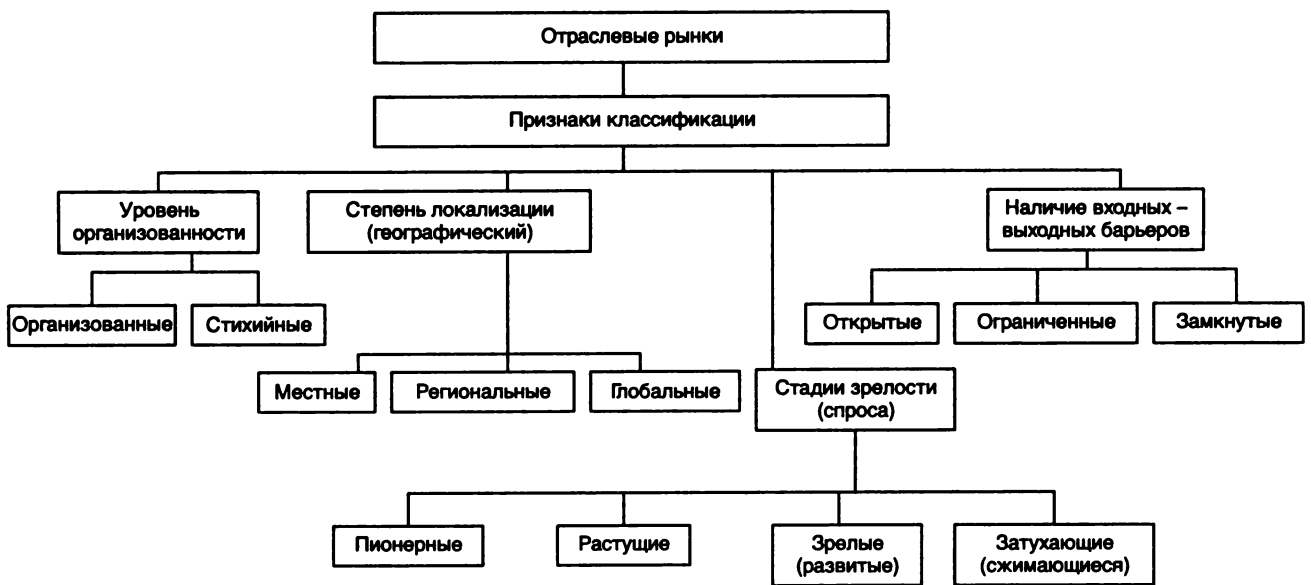 Отраслевые рынки
Признаки классификации
Уровень
организованности
Степень локализации
(географический)
Наличие входных –
выходных барьеров
Организованные
Стихийные
Открытые
Ограниченные
Замкнутые
Местные
Региональные
Глобальные
Стадии зрелости
(спроса)
Пионерные
Растущие
Зрелые
(развитые)
Затухающие
(сжимающиеся)